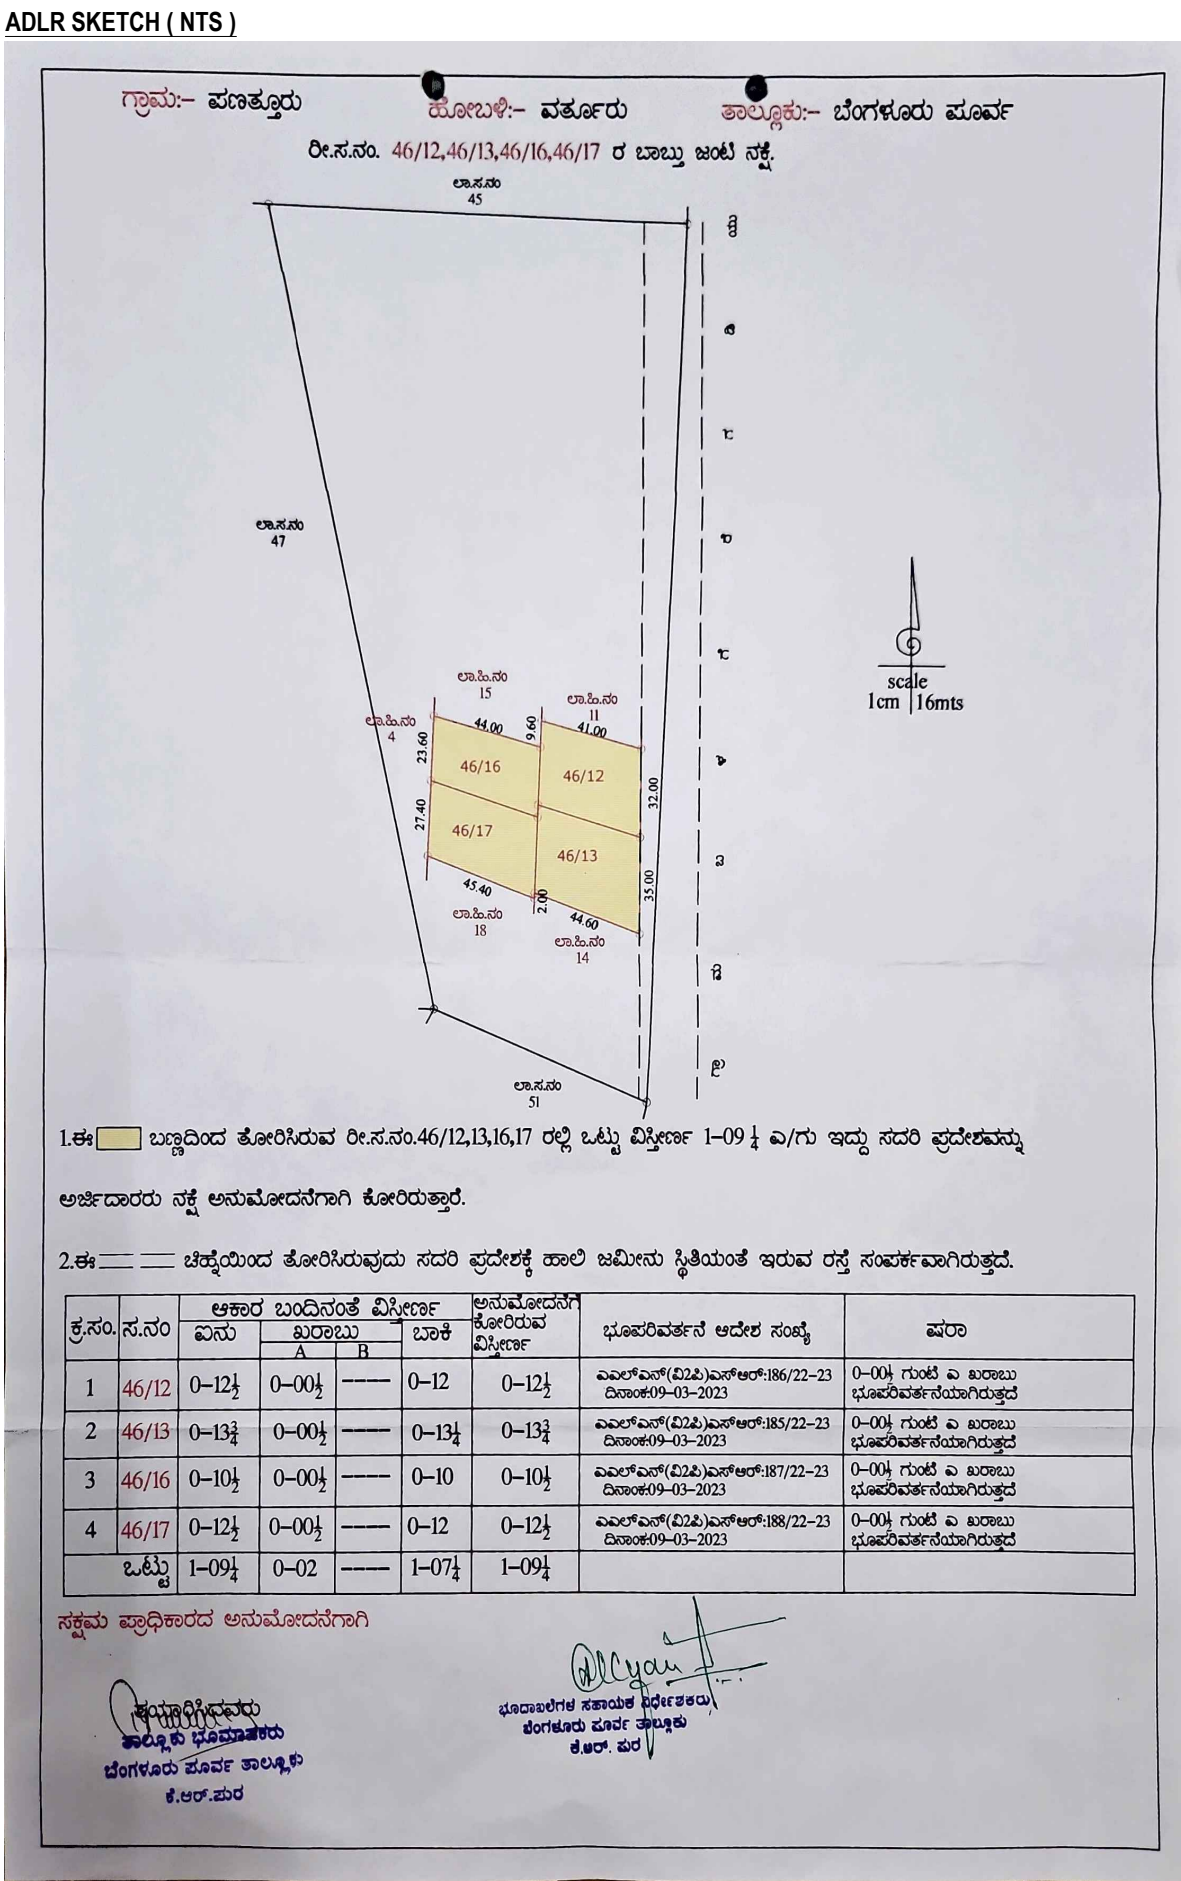 ADLR SKETCH ( NTS )
ಗ್ರಾಮ:- ಪಣತ್ತೂರು ಹೋಬಳಿ:- ವರ್ತೂರು ತಾಲ್ಲೂಕು:- ಬೆಂಗಳೂರು ಪೂರ್ವ
ರೀ.ಸ.ನಂ. 46/12,46/13,46/16,46/17 ರ ಬಾಬ್ತು ಜಂಟಿ ನಕ್ಷೆ.
ಲಾ.ಸ.ನಂ
45
ಲಾ.ಸ.ನಂ
47
scale
1cm 16mts
ಲಾ.ಹಿ.ನಂ
15
ಲಾ.ಹಿ.ನಂ
11
ಲಾ.ಹಿ.ನಂ
4
44.00
9.60
41.00
23.60
46/16
46/12
32.00
27.40
46/17
46/13
35.00
45.40
2.00
44.60
ಲಾ.ಹಿ.ನಂ
18
ಲಾ.ಹಿ.ನಂ
14
ಲಾ.ಸ.ನಂ
51
1.ಈ ಬಣ್ಣದಿಂದ ತೋರಿಸಿರುವ ರೀ.ಸ.ನಂ.46/12,13,16,17 ರಲ್ಲಿ ಒಟ್ಟು ವಿಸ್ತೀರ್ಣ 1-09 ¼ ಎ/ಗು ಇದ್ದು ಸದರಿ ಪ್ರದೇಶವನ್ನು
ಅರ್ಜಿದಾರರು ನಕ್ಷೆ ಅನುಮೋದನೆಗಾಗಿ ಕೋರಿರುತ್ತಾರೆ.
2.ಈ ಚಿಹ್ನೆಯಿಂದ ತೋರಿಸಿರುವುದು ಸದರಿ ಪ್ರದೇಶಕ್ಕೆ ಹಾಲಿ ಜಮೀನು ಸ್ಥಿತಿಯಂತೆ ಇರುವ ರಸ್ತೆ ಸಂಪರ್ಕವಾಗಿರುತ್ತದೆ.
ಕ್ರ.ಸಂ. ಸ.ನಂ ಆಕಾರ ಬಂದಿನಂತೆ ವಿಸ್ತೀರ್ಣ ಅನುಮೋದನೆಗೆ ಕೋರಿರುವ ವಿಸ್ತೀರ್ಣ ಭೂಪರಿವರ್ತನೆ ಆದೇಶ ಸಂಖ್ಯೆ ಷರಾ
ಐನು ಖರಾಬು ಬಾಕಿ
A B
1 46/12 0-12½ 0-00½ ---- 0-12 0-12½ ಎಎಲ್ಎನ್(ವಿ2ಪಿ)ಎಸ್ಆರ್:186/22-23 ದಿನಾಂಕ:09-03-2023 0-00½ ಗುಂಟೆ ಎ ಖರಾಬು ಭೂಪರಿವರ್ತನೆಯಾಗಿರುತ್ತದೆ
2 46/13 0-13¾ 0-00½ ---- 0-13¼ 0-13¾ ಎಎಲ್ಎನ್(ವಿ2ಪಿ)ಎಸ್ಆರ್:185/22-23 ದಿನಾಂಕ:09-03-2023 0-00½ ಗುಂಟೆ ಎ ಖರಾಬು ಭೂಪರಿವರ್ತನೆಯಾಗಿರುತ್ತದೆ
3 46/16 0-10½ 0-00½ ---- 0-10 0-10½ ಎಎಲ್ಎನ್(ವಿ2ಪಿ)ಎಸ್ಆರ್:187/22-23 ದಿನಾಂಕ:09-03-2023 0-00½ ಗುಂಟೆ ಎ ಖರಾಬು ಭೂಪರಿವರ್ತನೆಯಾಗಿರುತ್ತದೆ
4 46/17 0-12½ 0-00½ ---- 0-12 0-12½ ಎಎಲ್ಎನ್(ವಿ2ಪಿ)ಎಸ್ಆರ್:188/22-23 ದಿನಾಂಕ:09-03-2023 0-00½ ಗುಂಟೆ ಎ ಖರಾಬು ಭೂಪರಿವರ್ತನೆಯಾಗಿರುತ್ತದೆ
ಒಟ್ಟು 1-09¼ 0-02 ---- 1-07¼ 1-09¼
ಸಕ್ಷಮ ಪ್ರಾಧಿಕಾರದ ಅನುಮೋದನೆಗಾಗಿ
ತಯಾರಿಸಿದವರು
ತಾಲ್ಲೂಕು ಭೂಮಾಪಕರು
ಬೆಂಗಳೂರು ಪೂರ್ವ ತಾಲ್ಲೂಕು
ಕೆ.ಆರ್.ಪುರ
ಭೂದಾಖಲೆಗಳ ಸಹಾಯಕ ನಿರ್ದೇಶಕರು
ಬೆಂಗಳೂರು ಪೂರ್ವ ತಾಲ್ಲೂಕು
ಕೆ.ಆರ್. ಪುರ